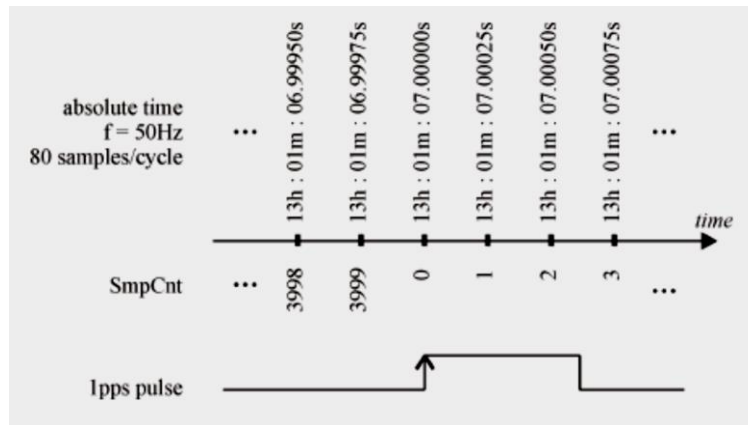 absolute time
f = 50Hz
80 samples/cycle
...
13h : 01m : 06.99950s
13h : 01m : 06.99975s
13h : 01m : 07.00000s
13h : 01m : 07.00025s
13h : 01m : 07.00050s
13h : 01m : 07.00075s
...
time
SmpCnt
...
3998
3999
0
1
2
3
...
1pps pulse